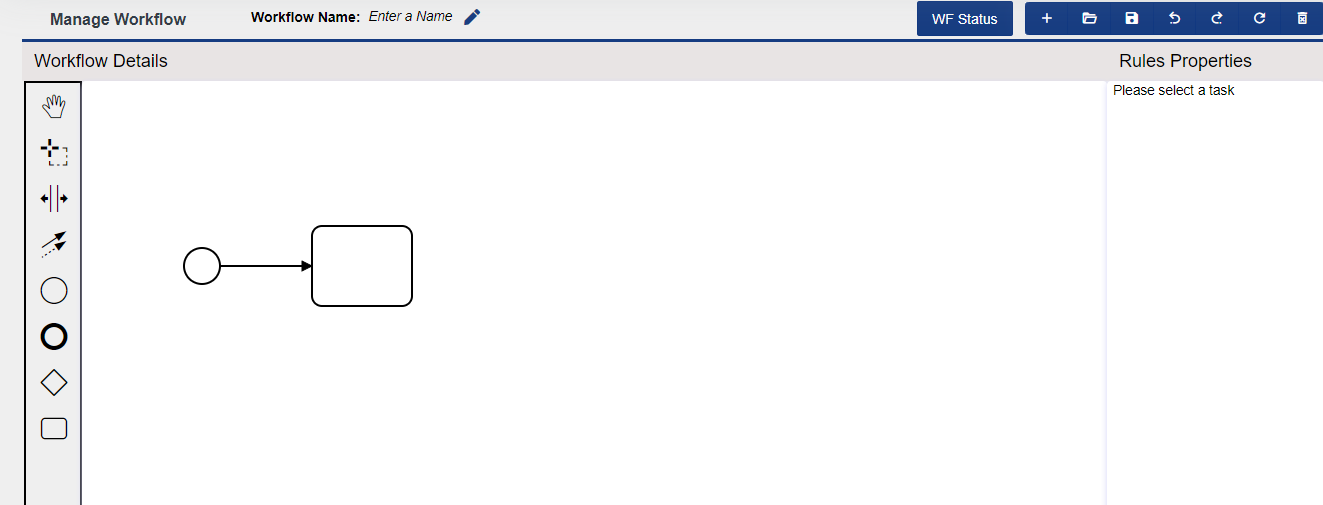 Manage Workflow
Workflow Name: Enter a Name
WF Status
Workflow Details
Rules Properties
Please select a task